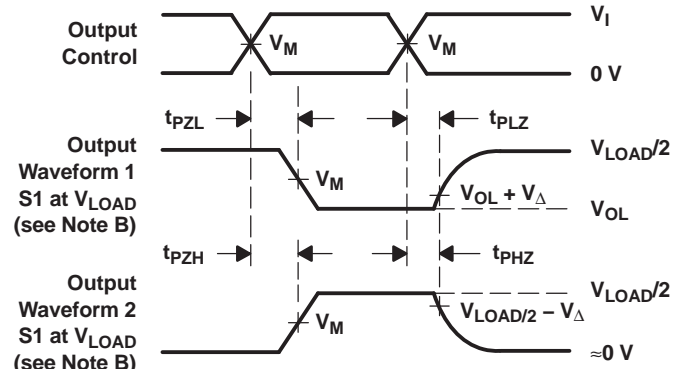 Output
Control
V_M
V_M
V_I
0 V
t_PZL
t_PLZ
Output
Waveform 1
S1 at V_LOAD
(see Note B)
V_M
V_LOAD/2
V_OL + V_Δ
V_OL
t_PZH
t_PHZ
Output
Waveform 2
S1 at V_LOAD
(see Note B)
V_M
V_LOAD/2
V_LOAD/2 − V_Δ
≈0 V